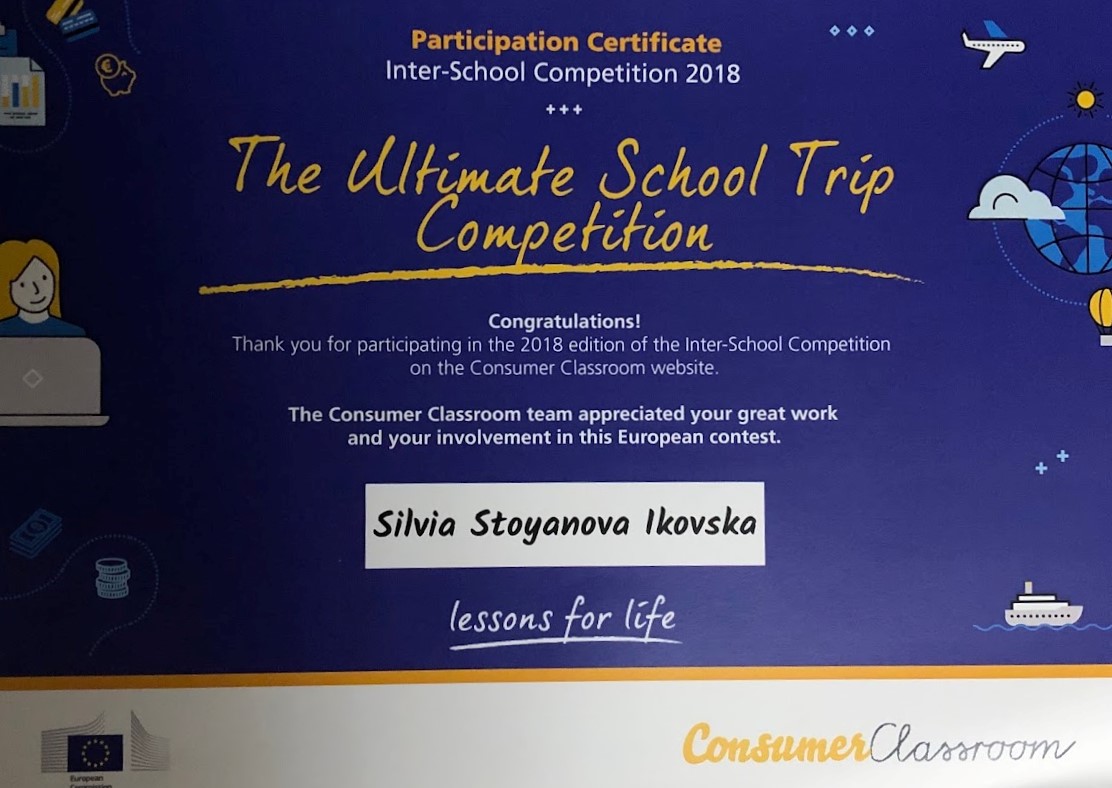 Participation Certificate
Inter-School Competition 2018
+++
The Ultimate School Trip
Competition
Congratulations!
Thank you for participating in the 2018 edition of the Inter-School Competition
on the Consumer Classroom website.
The Consumer Classroom team appreciated your great work
and your involvement in this European contest.
Silvia Stoyanova Ikovska
lessons for life
ConsumerClassroom
European